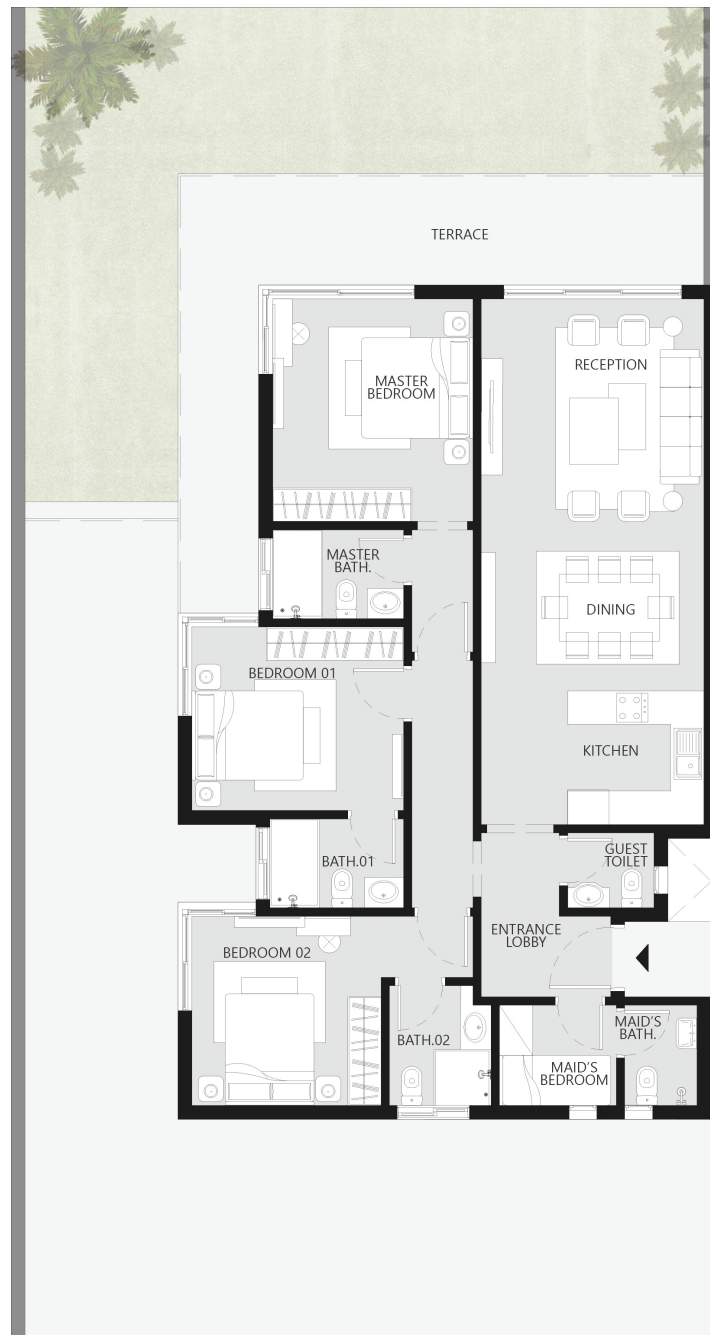 TERRACE
RECEPTION
MASTER
BEDROOM
MASTER
BATH.
DINING
BEDROOM 01
KITCHEN
BATH.01
GUEST
TOILET
ENTRANCE
LOBBY
BEDROOM 02
BATH.02
MAID'S
BATH.
MAID'S
BEDROOM